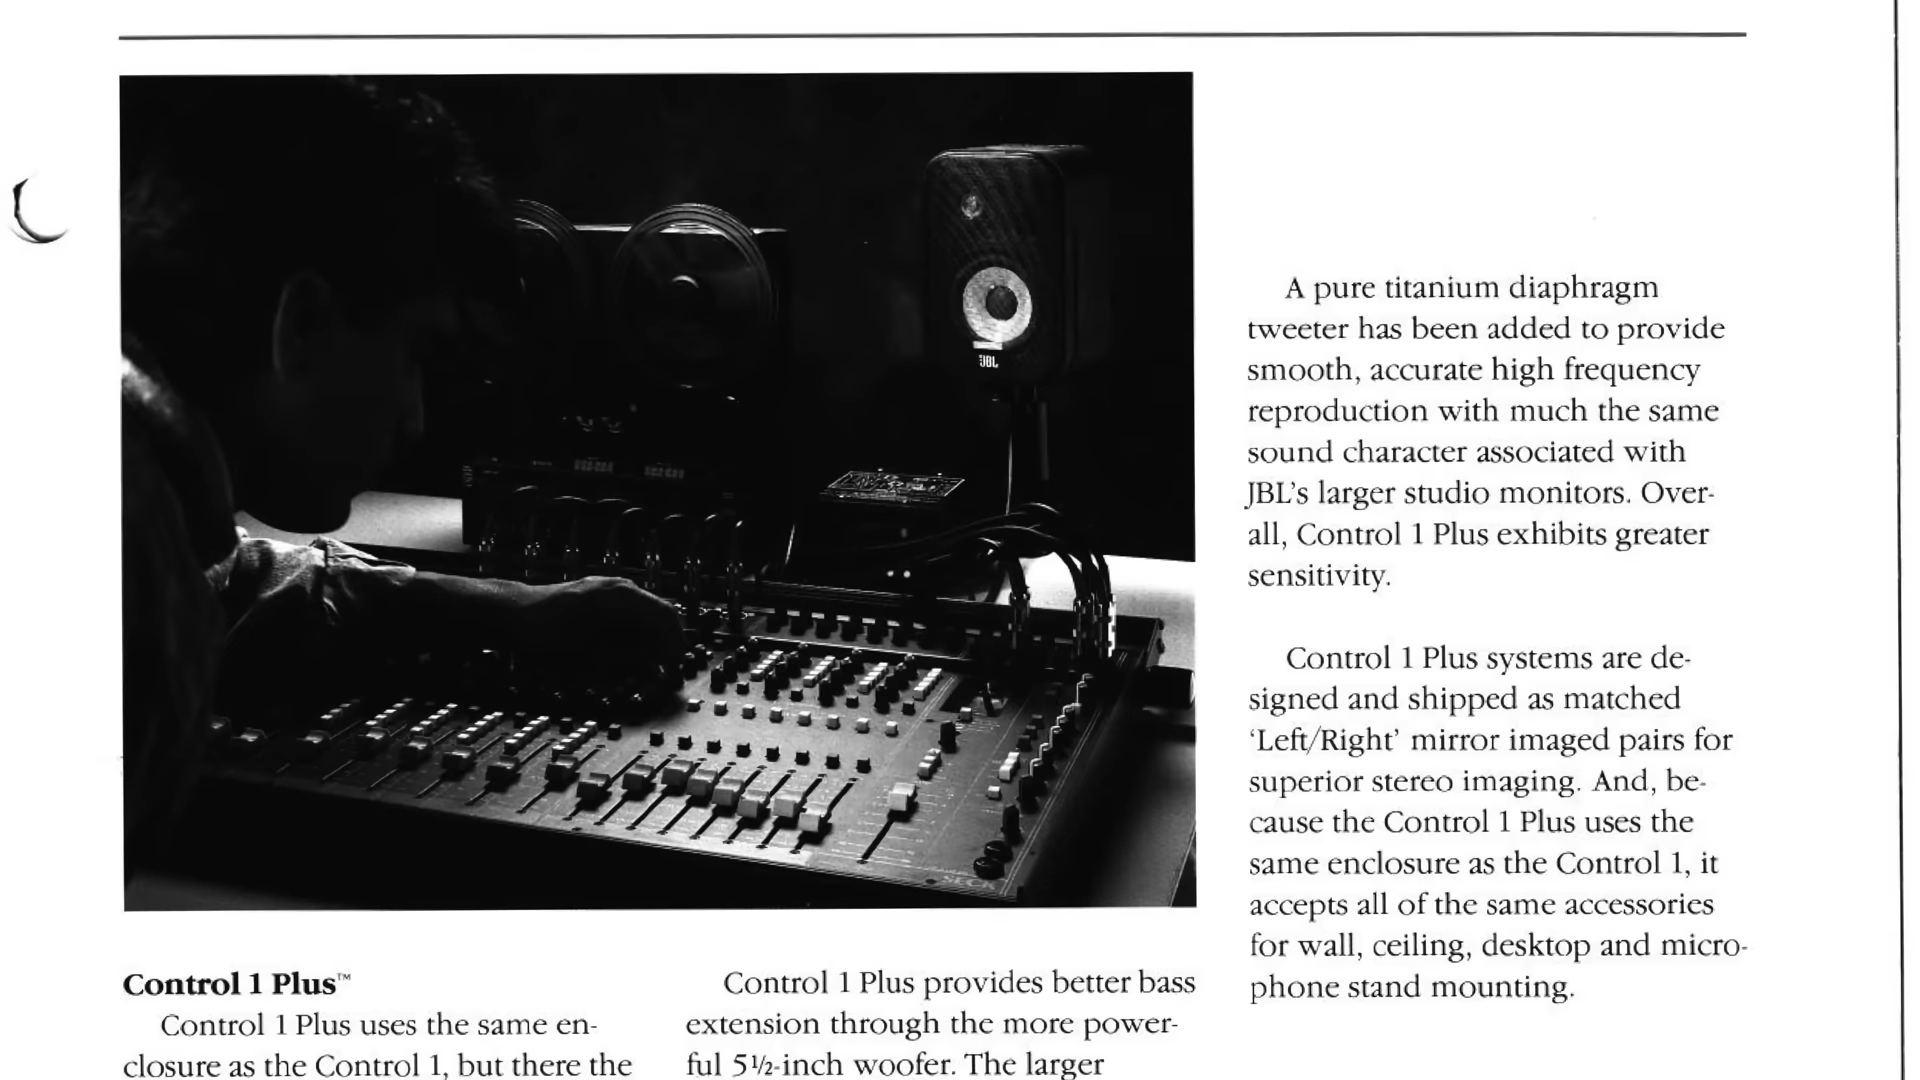 JBL
SECK
Control 1 Plus™
Control 1 Plus uses the same en-
closure as the Control 1, but there the
Control 1 Plus provides better bass
extension through the more power-
ful 5½-inch woofer. The larger
A pure titanium diaphragm
tweeter has been added to provide
smooth, accurate high frequency
reproduction with much the same
sound character associated with
JBL's larger studio monitors. Over-
all, Control 1 Plus exhibits greater
sensitivity.
Control 1 Plus systems are de-
signed and shipped as matched
‘Left/Right’ mirror imaged pairs for
superior stereo imaging. And, be-
cause the Control 1 Plus uses the
same enclosure as the Control 1, it
accepts all of the same accessories
for wall, ceiling, desktop and micro-
phone stand mounting.